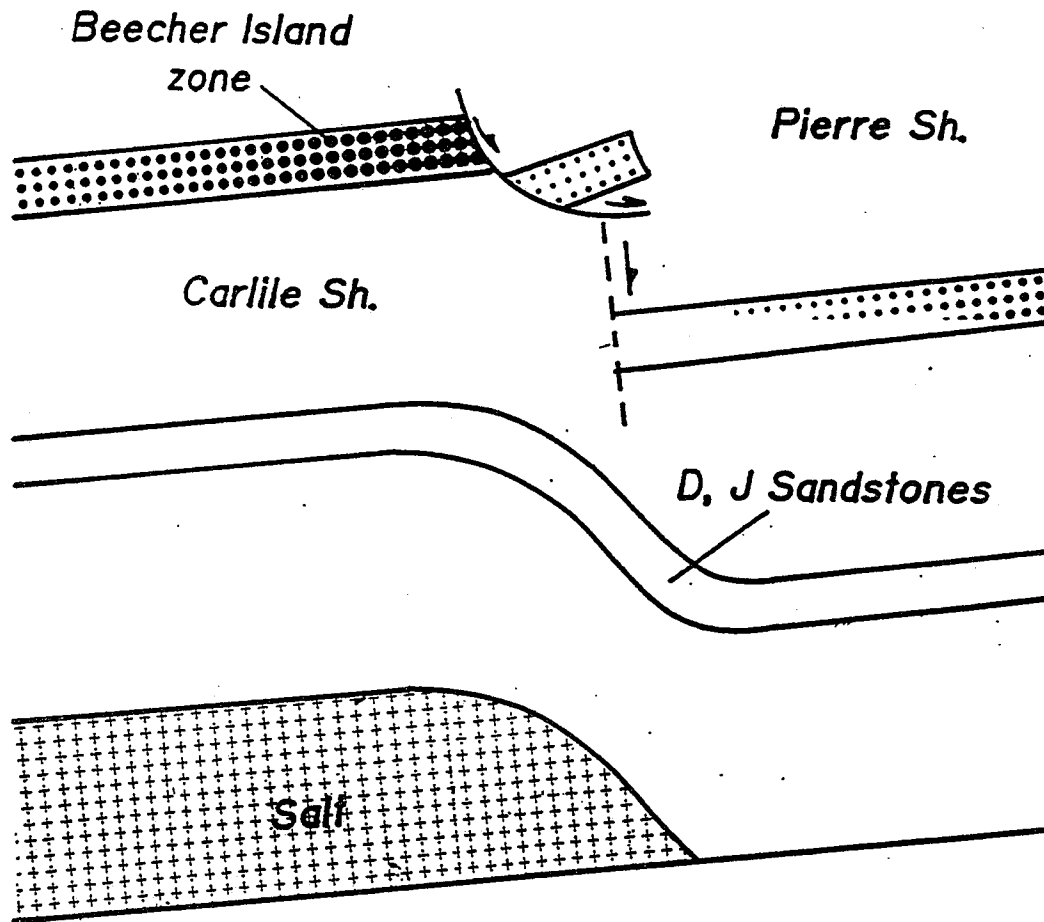 Beecher Island
zone
Pierre Sh.
Carlile Sh.
D, J Sandstones
Salt